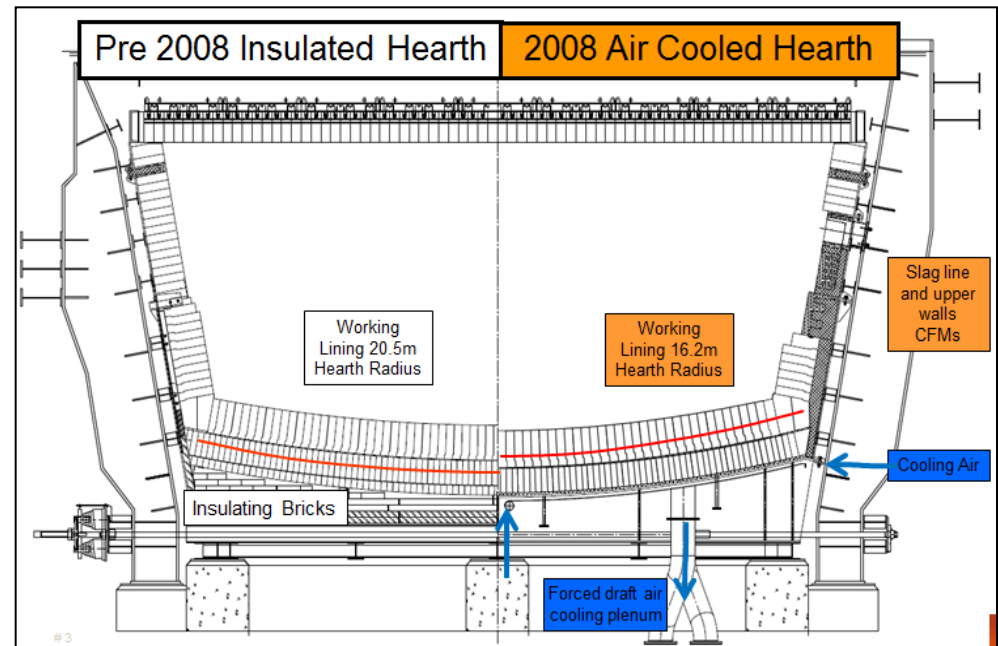 Pre 2008 Insulated Hearth
2008 Air Cooled Hearth
Slag line
and upper
walls
CFMs
Working
Lining 20.5m
Hearth Radius
Working
Lining 16.2m
Hearth Radius
Cooling Air
Insulating Bricks
Forced draft air
cooling plenum
#3